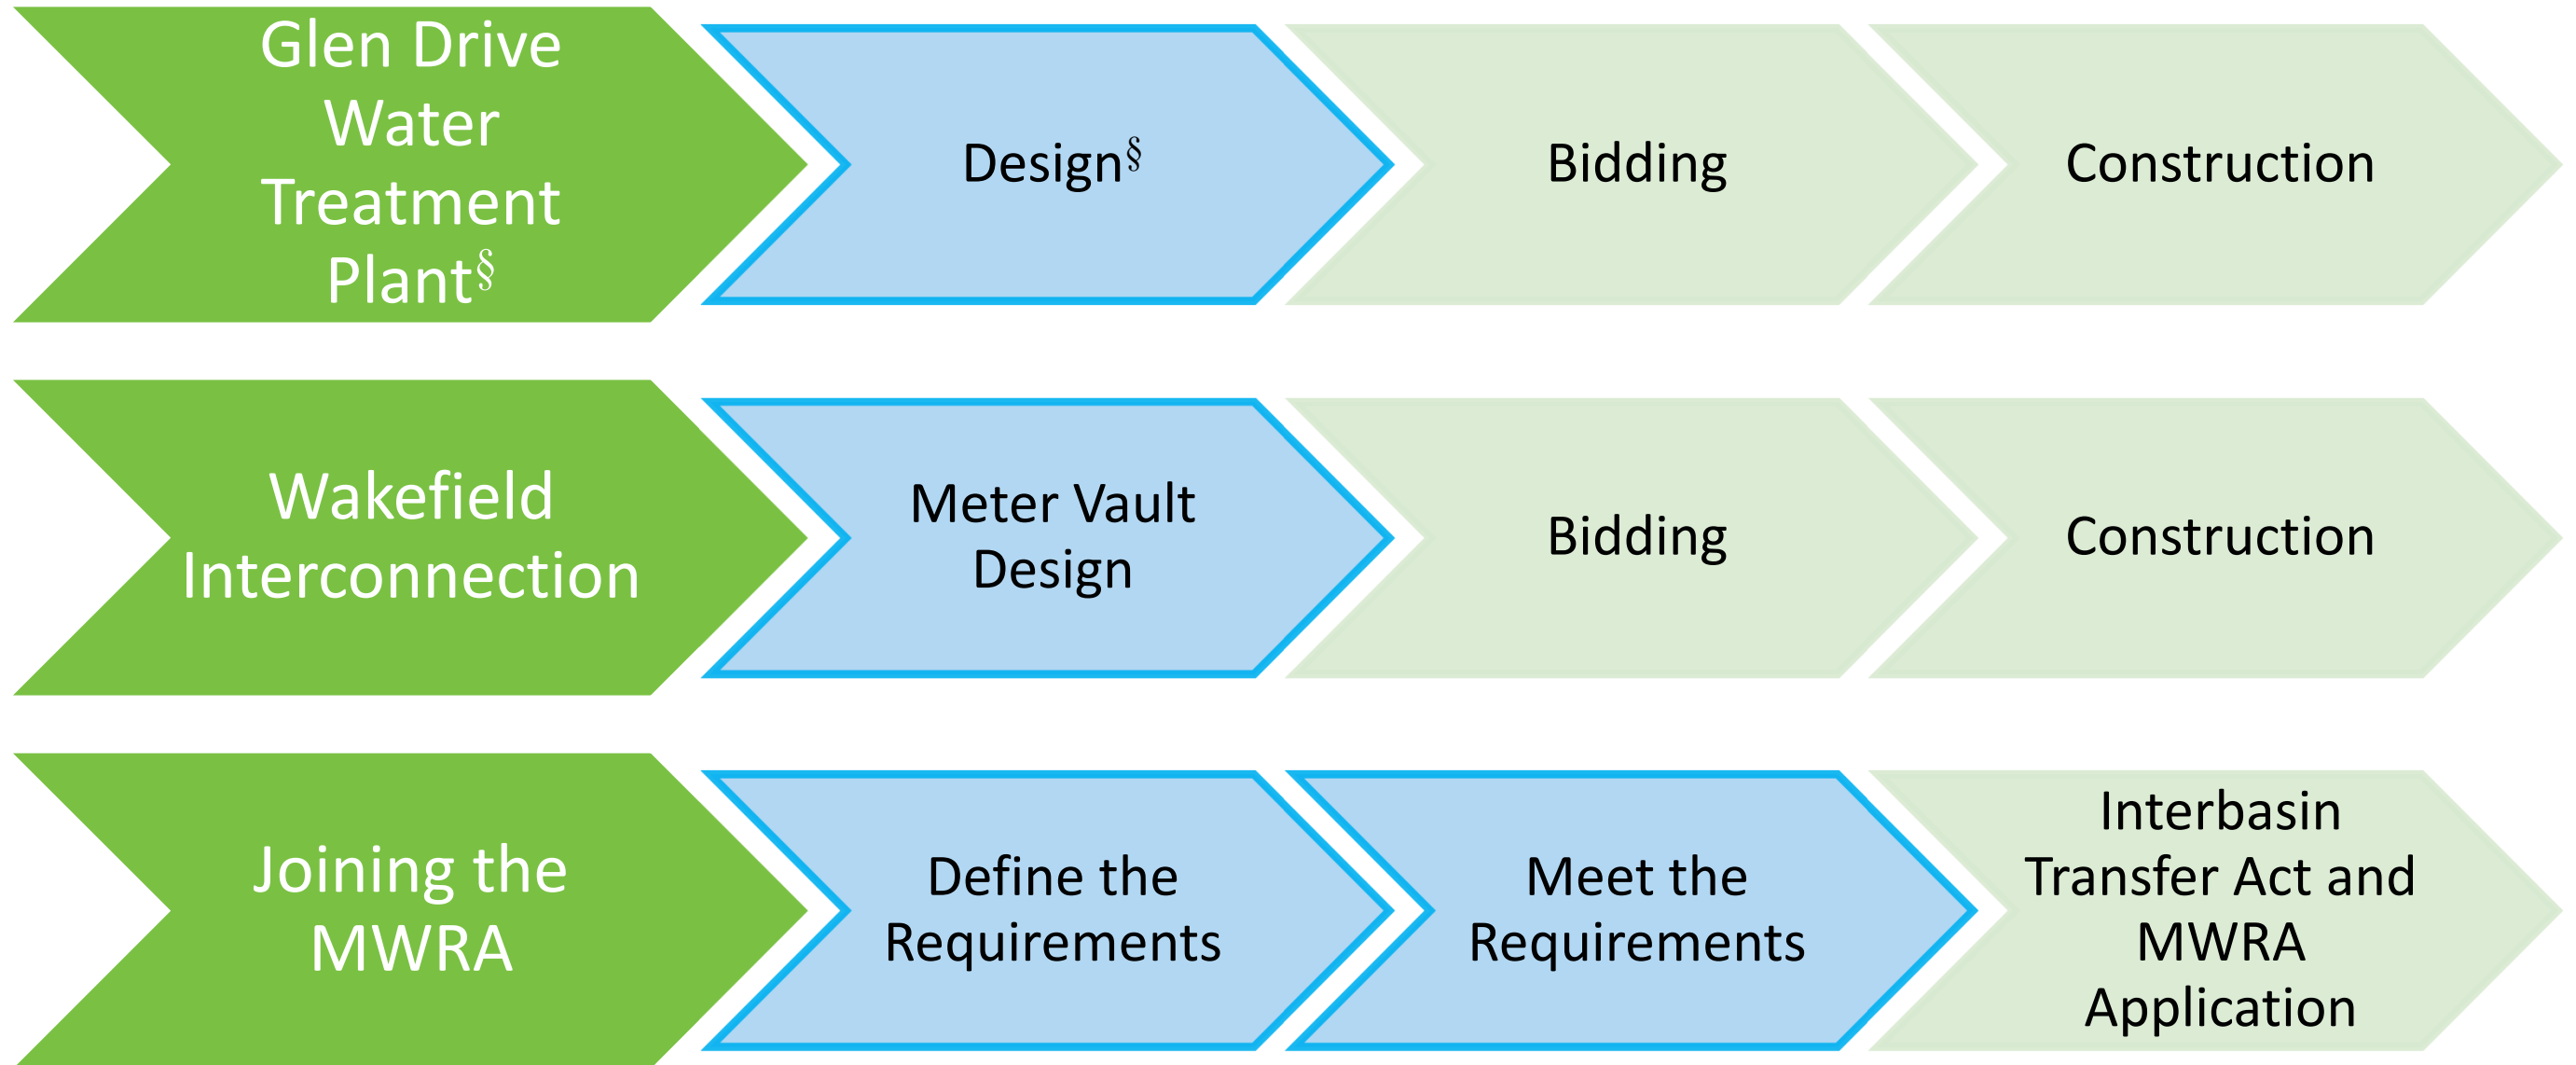 Glen Drive
Water
Treatment
Plant§
Design§
Bidding
Construction
Wakefield
Interconnection
Meter Vault
Design
Bidding
Construction
Joining the
MWRA
Define the
Requirements
Meet the
Requirements
Interbasin
Transfer Act and
MWRA
Application